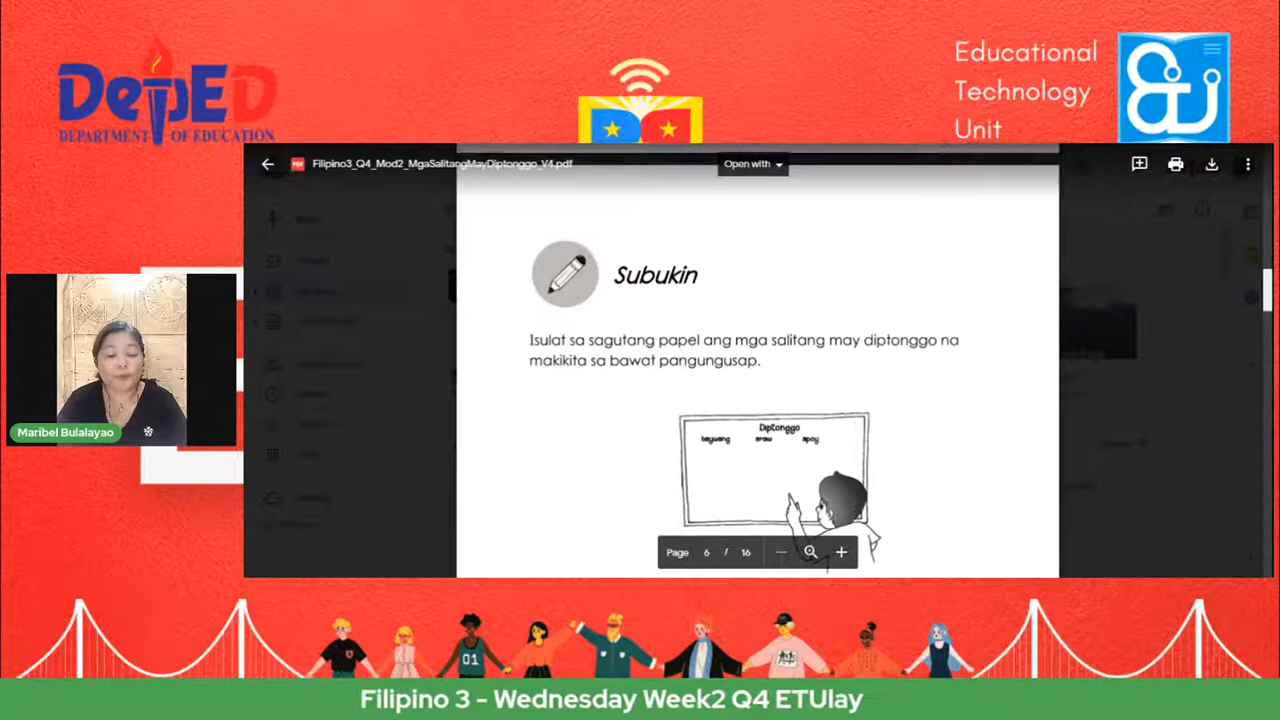 DepED
DEPARTMENT OF EDUCATION
Educational
Technology
Unit
Filipino3_Q4_Mod2_MgaSalitangMayDiptonggo_V4.pdf
Open with
Subukin
Isulat sa sagutang papel ang mga salitang may diptonggo na
makikita sa bawat pangungusap.
Diptonggo
baywang araw apoy
Page 6 / 16
Maribel Bulalayao
01
Filipino 3 - Wednesday Week2 Q4 ETUlay